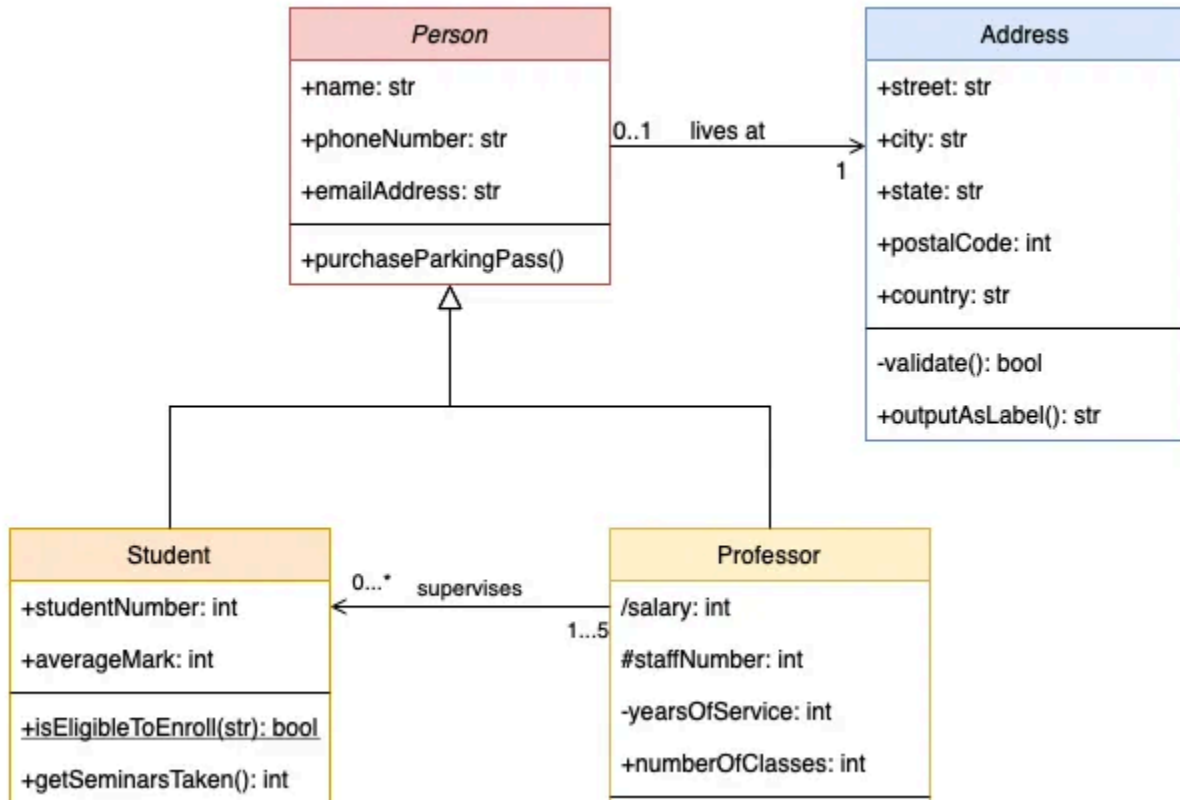 Person
+name: str
+phoneNumber: str
+emailAddress: str
+purchaseParkingPass()
0..1 lives at
1
Address
+street: str
+city: str
+state: str
+postalCode: int
+country: str
-validate(): bool
+outputAsLabel(): str
Student
+studentNumber: int
+averageMark: int
+isEligibleToEnroll(str): bool
+getSeminarsTaken(): int
0...* supervises
1...5
Professor
/salary: int
#staffNumber: int
-yearsOfService: int
+numberOfClasses: int